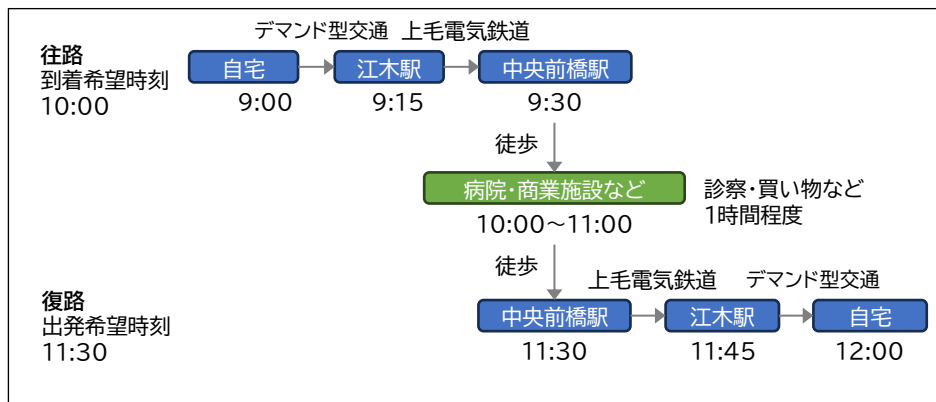 デマンド型交通 上毛電気鉄道
往路
到着希望時刻
10:00
自宅 江木駅 中央前橋駅
9:00 9:15 9:30
徒歩
病院・商業施設など
診察・買い物など
1時間程度
10:00～11:00
徒歩
上毛電気鉄道 デマンド型交通
復路
出発希望時刻
11:30
中央前橋駅 江木駅 自宅
11:30 11:45 12:00